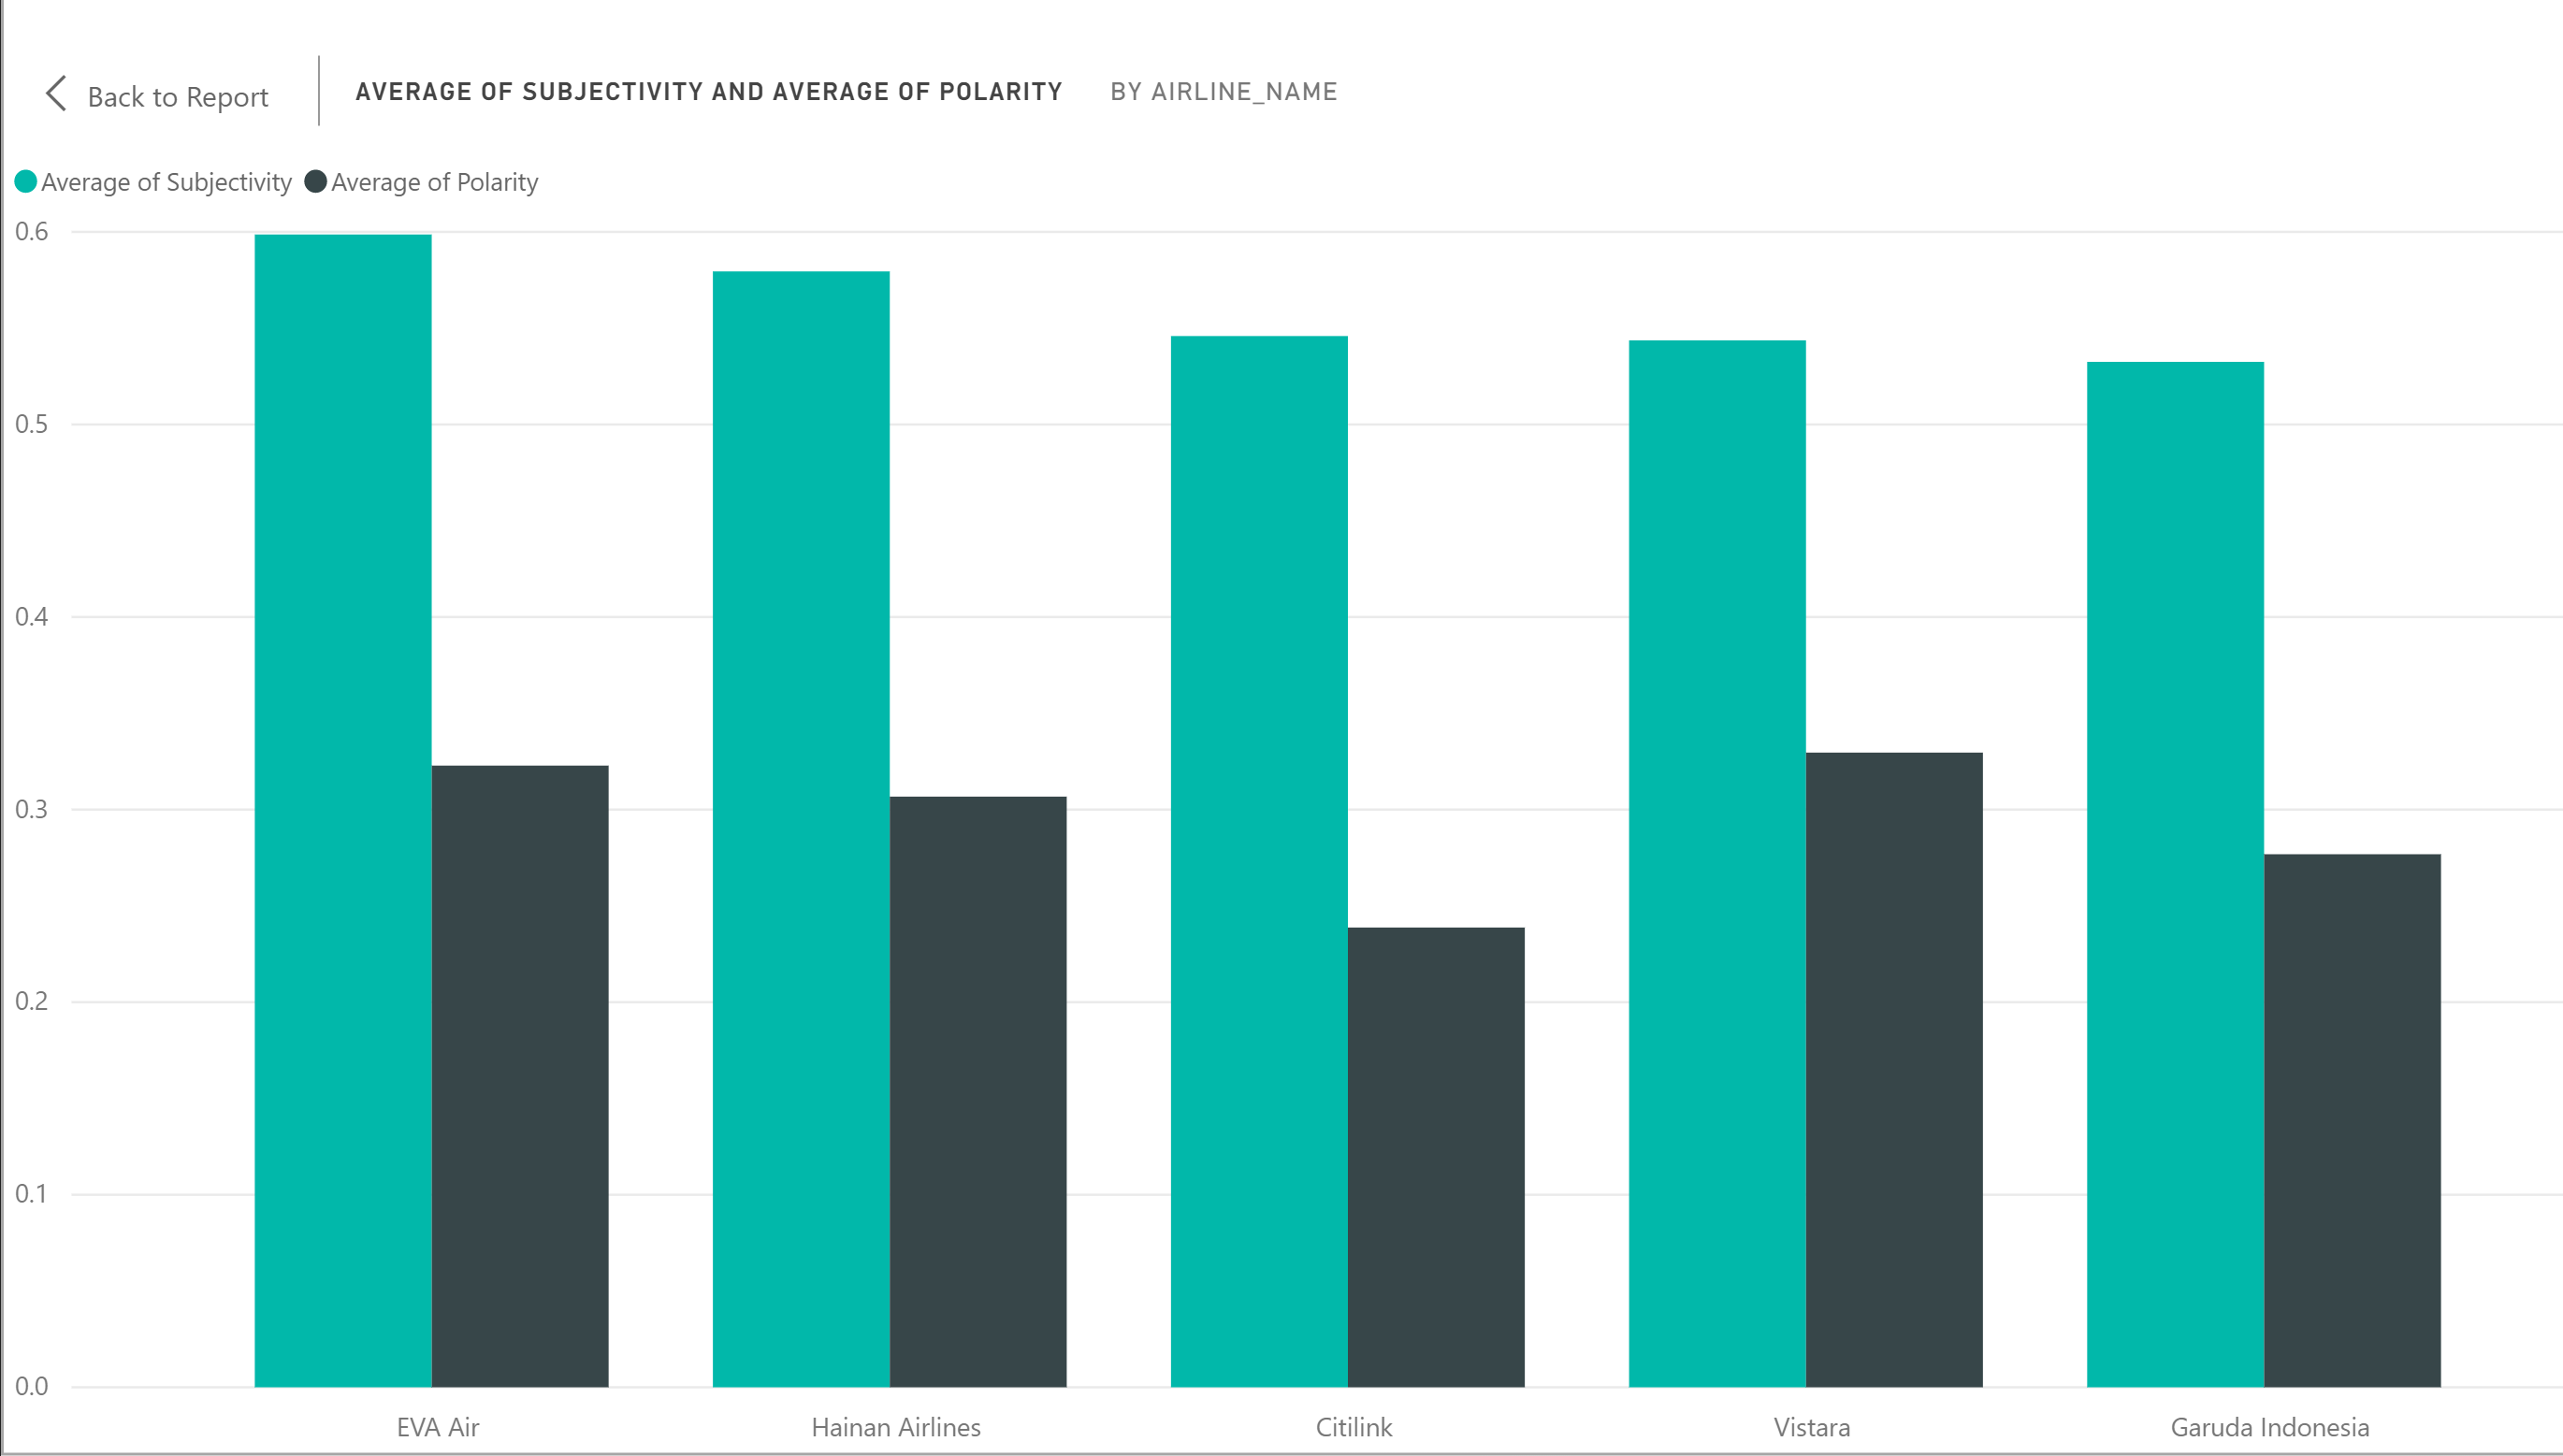 Back to Report
AVERAGE OF SUBJECTIVITY AND AVERAGE OF POLARITY BY AIRLINE_NAME
Average of Subjectivity Average of Polarity
0.6
0.5
0.4
0.3
0.2
0.1
0.0
EVA Air Hainan Airlines Citilink Vistara Garuda Indonesia